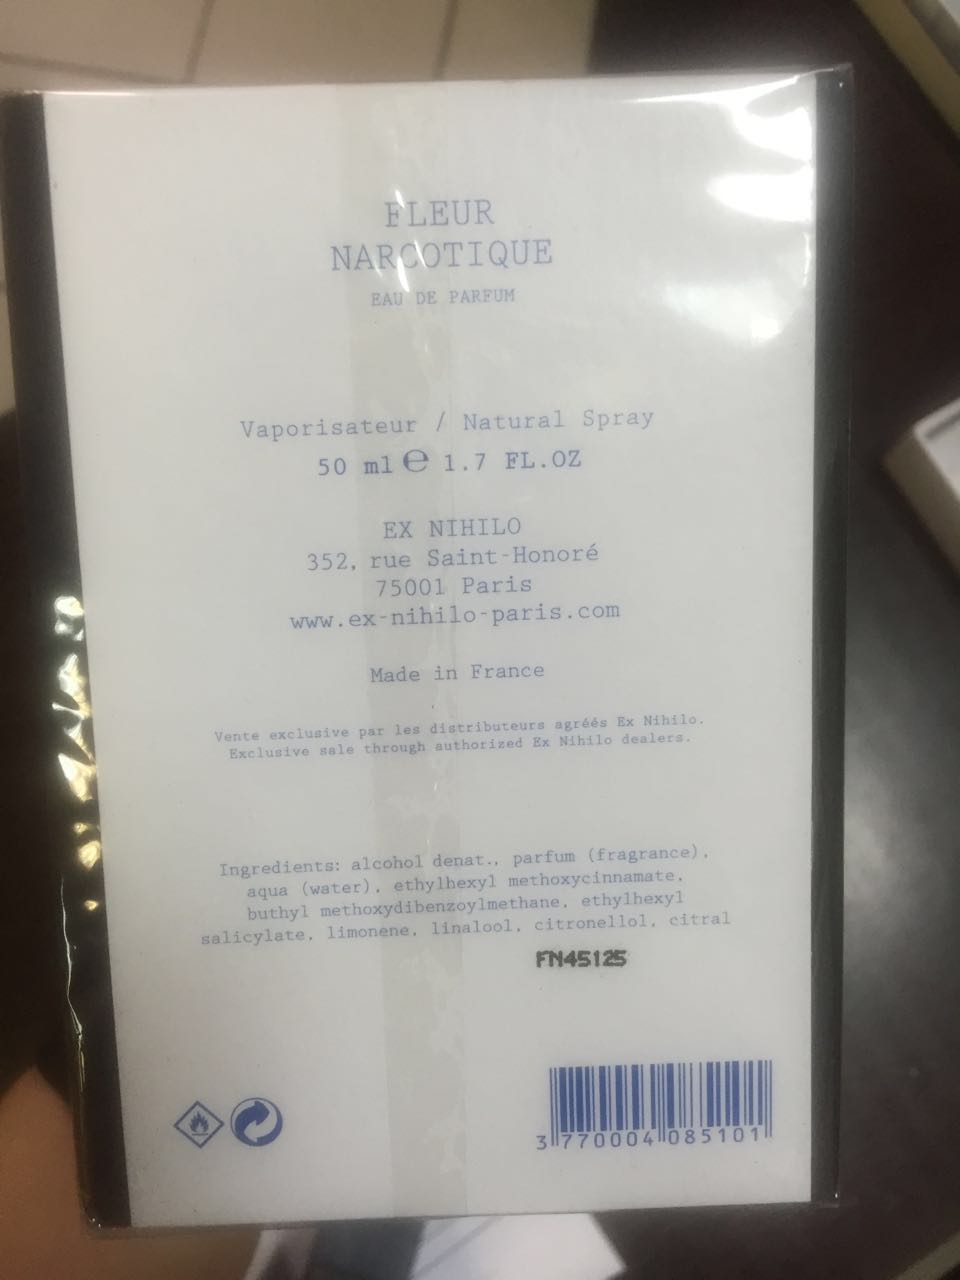 FLEUR
NARCOTIQUE
EAU DE PARFUM
Vaporisateur / Natural Spray
50 ml ℮ 1.7 FL.OZ
EX NIHILO
352, rue Saint-Honoré
75001 Paris
www.ex-nihilo-paris.com
Made in France
Vente exclusive par les distributeurs agréés Ex Nihilo.
Exclusive sale through authorized Ex Nihilo dealers.
Ingredients: alcohol denat., parfum (fragrance),
aqua (water), ethylhexyl methoxycinnamate,
buthyl methoxydibenzoylmethane, ethylhexyl
salicylate, limonene, linalool, citronellol, citral
FN45125
3 770004 085101